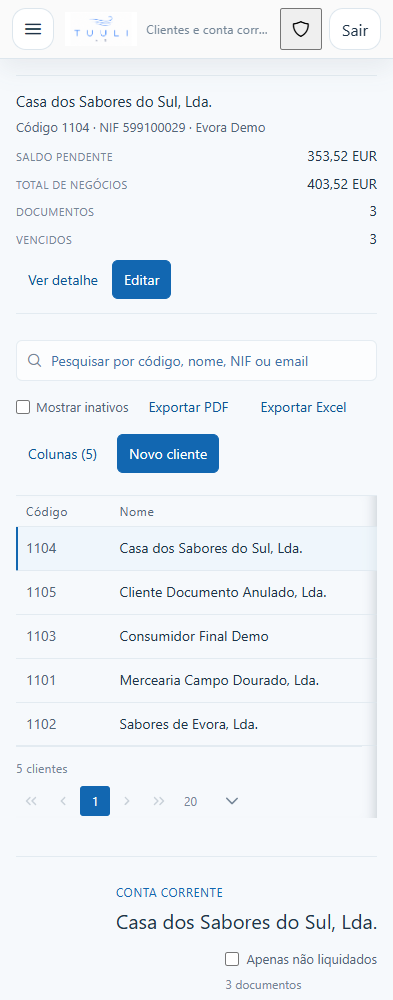 TUULI
Clientes e conta corr...
Sair
Casa dos Sabores do Sul, Lda.
Código 1104 · NIF 599100029 · Evora Demo
SALDO PENDENTE 353,52 EUR
TOTAL DE NEGÓCIOS 403,52 EUR
DOCUMENTOS 3
VENCIDOS 3
Ver detalhe Editar
Pesquisar por código, nome, NIF ou email
Mostrar inativos Exportar PDF Exportar Excel
Colunas (5) Novo cliente
Código Nome
1104 Casa dos Sabores do Sul, Lda.
1105 Cliente Documento Anulado, Lda.
1103 Consumidor Final Demo
1101 Mercearia Campo Dourado, Lda.
1102 Sabores de Evora, Lda.
5 clientes
1 20
CONTA CORRENTE
Casa dos Sabores do Sul, Lda.
Apenas não liquidados
3 documentos